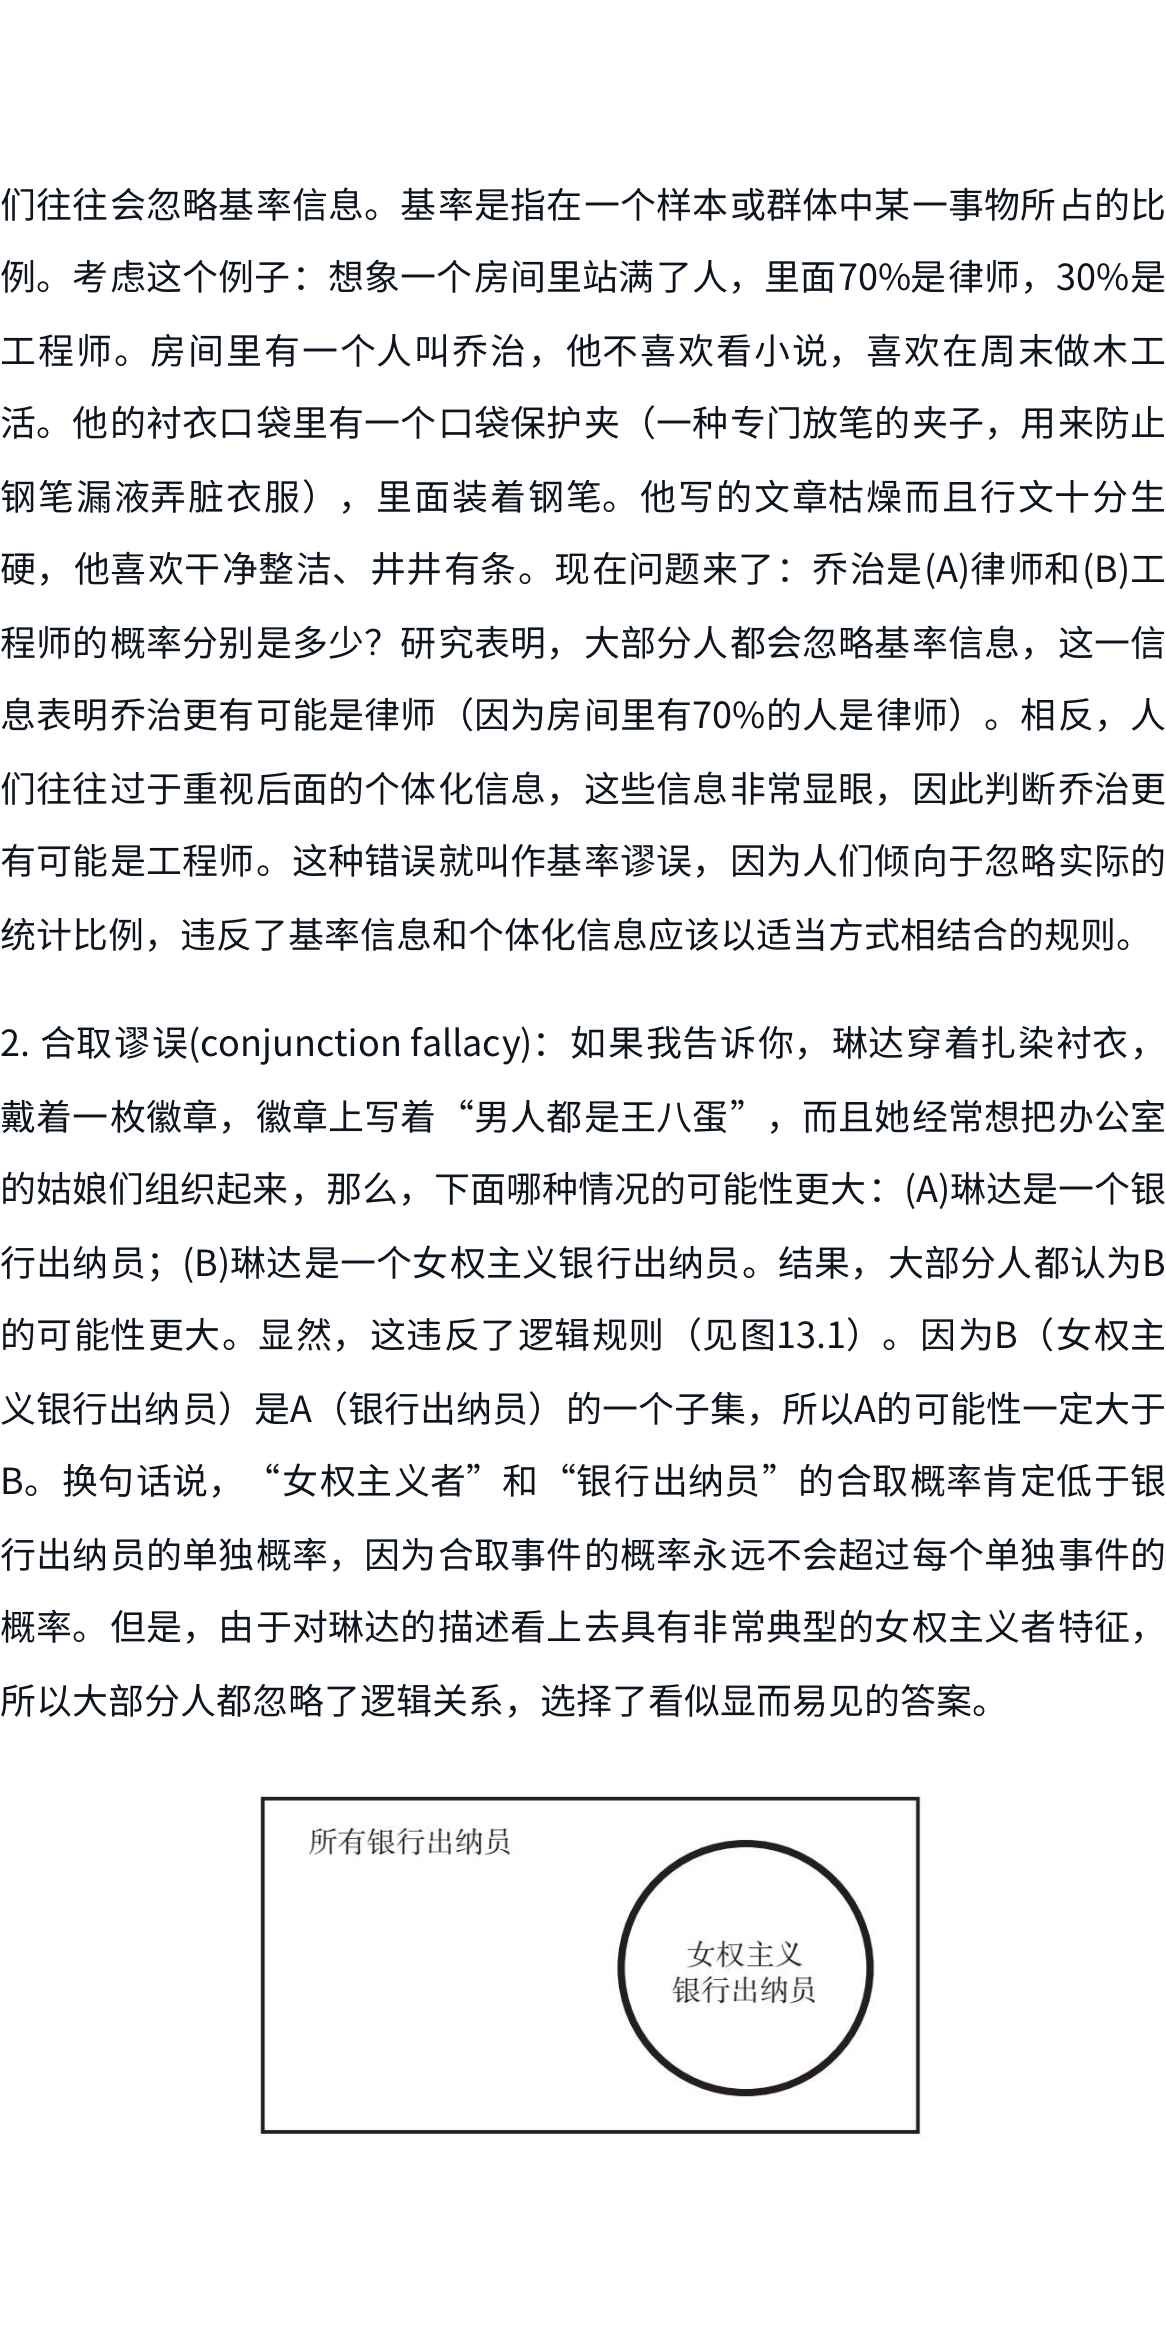 们往往会忽略基率信息。基率是指在一个样本或群体中某一事物所占的比
例。考虑这个例子：想象一个房间里站满了人，里面70%是律师，30%是
工程师。房间里有一个人叫乔治，他不喜欢看小说，喜欢在周末做木工
活。他的衬衣口袋里有一个口袋保护夹（一种专门放笔的夹子，用来防止
钢笔漏液弄脏衣服），里面装着钢笔。他写的文章枯燥而且行文十分生
硬，他喜欢干净整洁、井井有条。现在问题来了：乔治是(A)律师和(B)工
程师的概率分别是多少？研究表明，大部分人都会忽略基率信息，这一信
息表明乔治更有可能是律师（因为房间里有70%的人是律师）。相反，人
们往往过于重视后面的个体化信息，这些信息非常显眼，因此判断乔治更
有可能是工程师。这种错误就叫作基率谬误，因为人们倾向于忽略实际的
统计比例，违反了基率信息和个体化信息应该以适当方式相结合的规则。
2. 合取谬误(conjunction fallacy)：如果我告诉你，琳达穿着扎染衬衣，
戴着一枚徽章，徽章上写着“男人都是王八蛋”，而且她经常想把办公室
的姑娘们组织起来，那么，下面哪种情况的可能性更大：(A)琳达是一个银
行出纳员；(B)琳达是一个女权主义银行出纳员。结果，大部分人都认为B
的可能性更大。显然，这违反了逻辑规则（见图13.1）。因为B（女权主
义银行出纳员）是A（银行出纳员）的一个子集，所以A的可能性一定大于
B。换句话说，“女权主义者”和“银行出纳员”的合取概率肯定低于银
行出纳员的单独概率，因为合取事件的概率永远不会超过每个单独事件的
概率。但是，由于对琳达的描述看上去具有非常典型的女权主义者特征，
所以大部分人都忽略了逻辑关系，选择了看似显而易见的答案。
所有银行出纳员
女权主义
银行出纳员